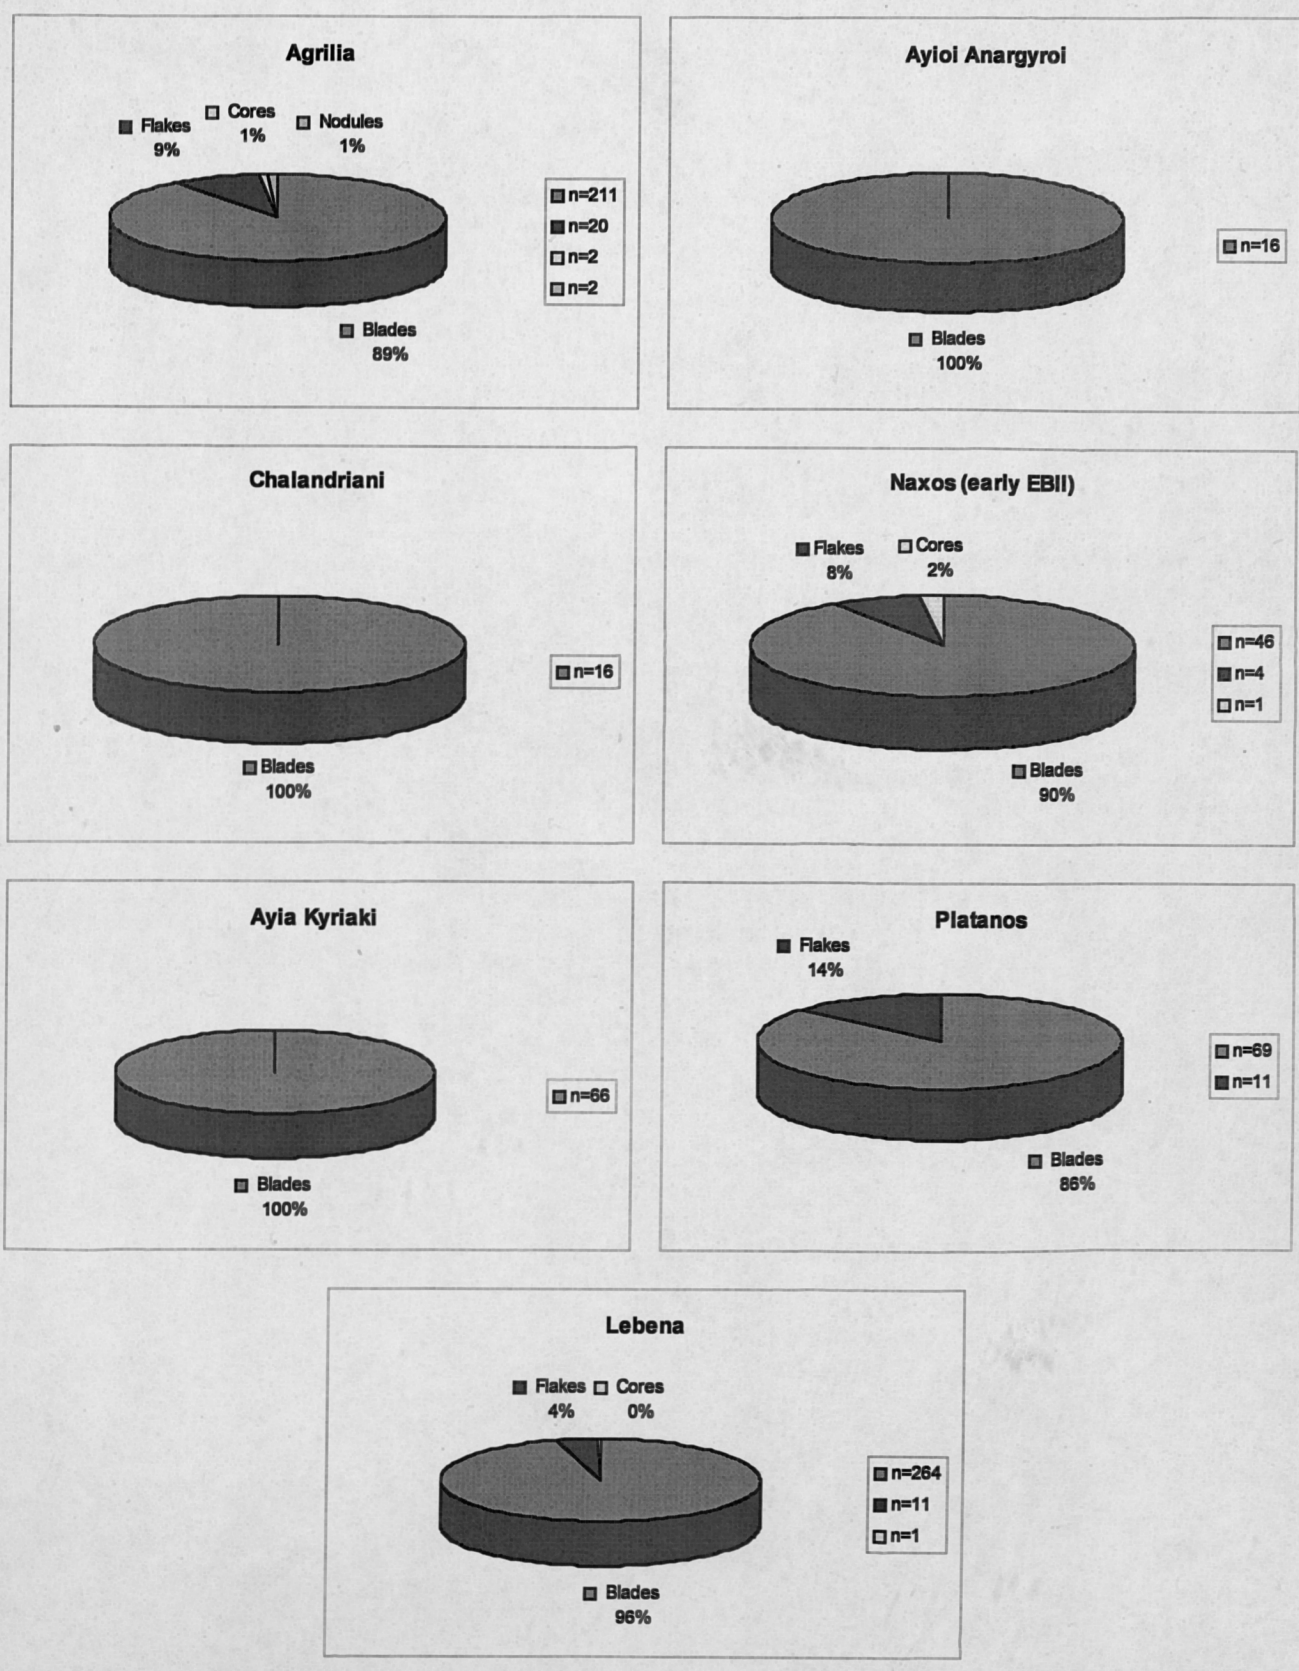 Agrilia
Flakes
9%
Cores
1%
Nodules
1%
n=211
n=20
n=2
n=2
Blades
89%
Ayioi Anargyroi
n=16
Blades
100%
Chalandriani
n=16
Blades
100%
Naxos (early EBII)
Flakes
8%
Cores
2%
n=46
n=4
n=1
Blades
90%
Ayia Kyriaki
n=66
Blades
100%
Platanos
Flakes
14%
n=69
n=11
Blades
86%
Lebena
Flakes
4%
Cores
0%
n=264
n=11
n=1
Blades
96%